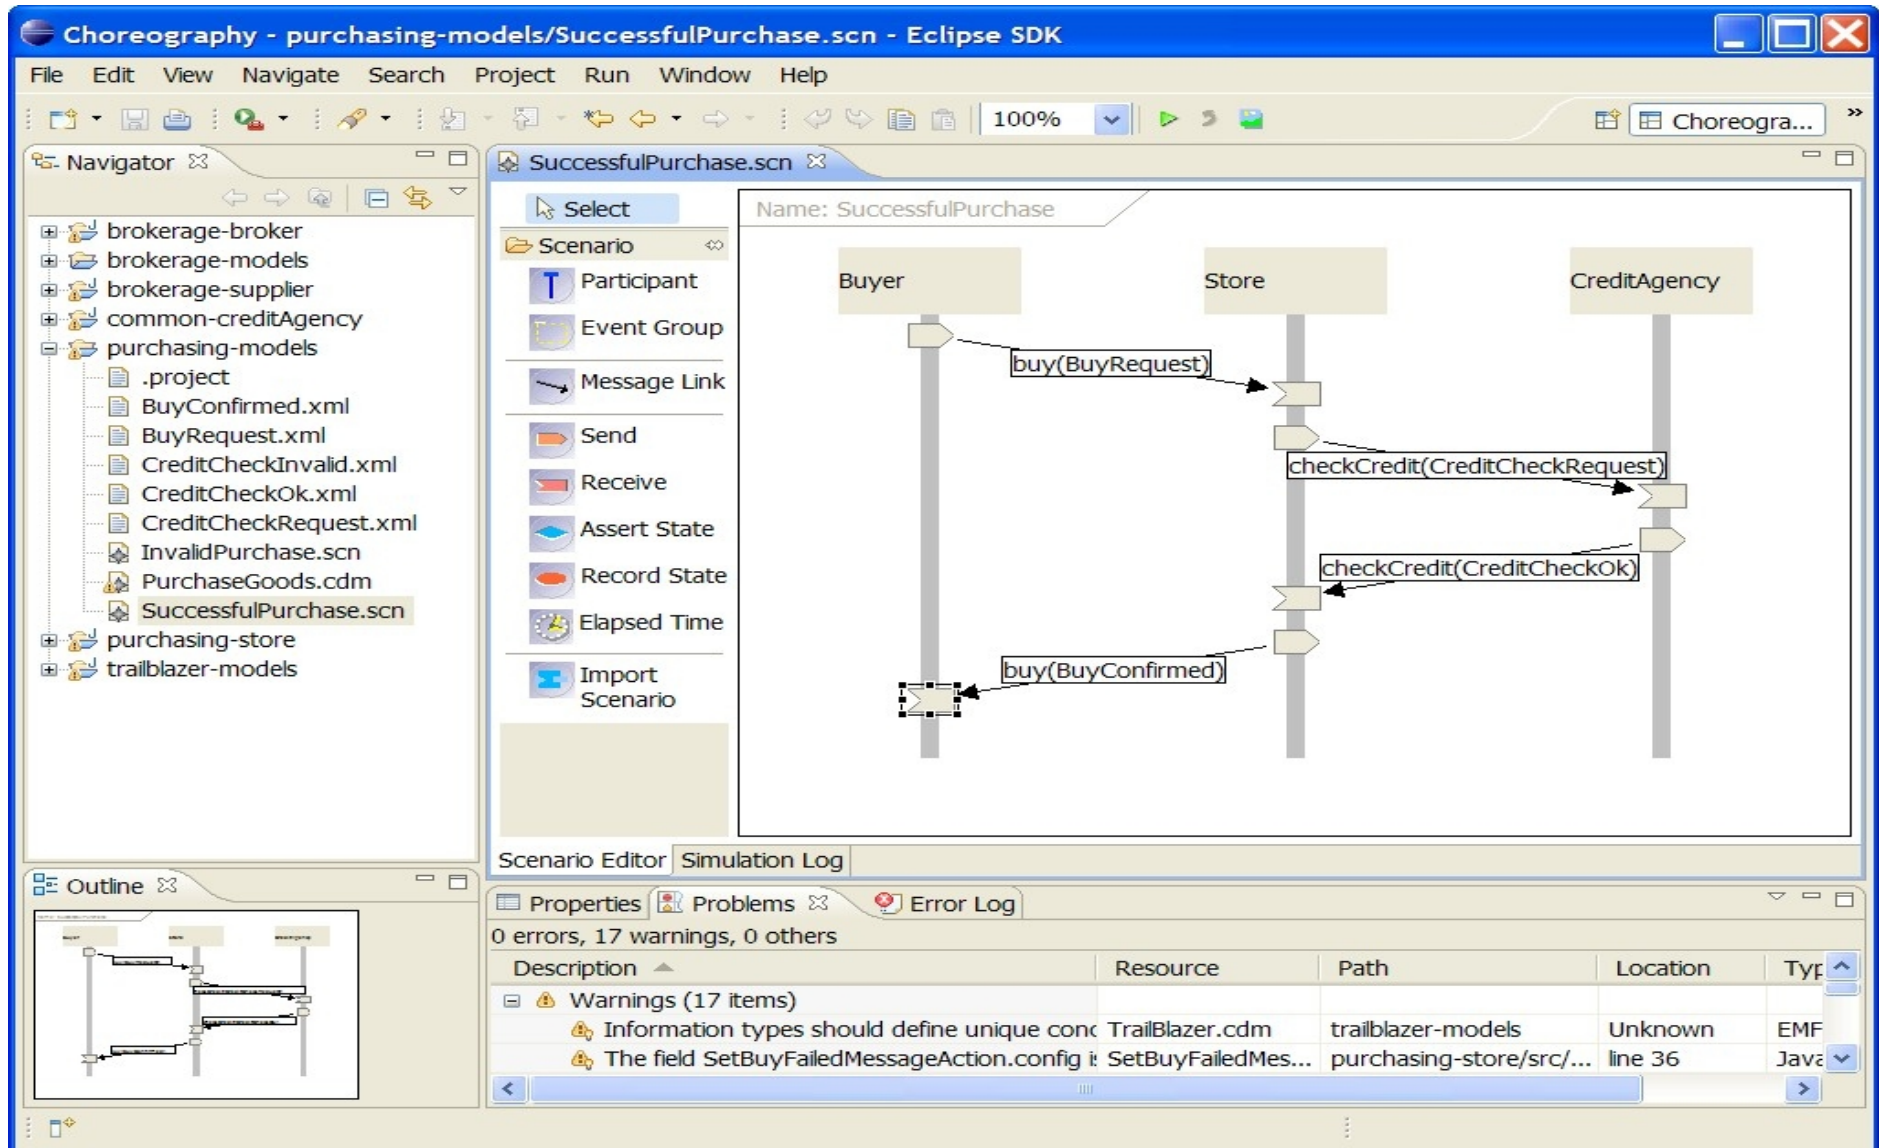 Choreography - purchasing-models/SuccessfulPurchase.scn - Eclipse SDK
File Edit View Navigate Search Project Run Window Help
100%
Choreogra...
Navigator
brokerage-broker
brokerage-models
brokerage-supplier
common-creditAgency
purchasing-models
.project
BuyConfirmed.xml
BuyRequest.xml
CreditCheckInvalid.xml
CreditCheckOk.xml
CreditCheckRequest.xml
InvalidPurchase.scn
PurchaseGoods.cdm
SuccessfulPurchase.scn
purchasing-store
trailblazer-models
Outline
SuccessfulPurchase.scn
Select
Scenario
Participant
Event Group
Message Link
Send
Receive
Assert State
Record State
Elapsed Time
Import
Scenario
Name: SuccessfulPurchase
Buyer Store CreditAgency
buy(BuyRequest)
checkCredit(CreditCheckRequest)
checkCredit(CreditCheckOk)
buy(BuyConfirmed)
Scenario Editor Simulation Log
Properties Problems Error Log
0 errors, 17 warnings, 0 others
Description Resource Path Location Typ
Warnings (17 items)
Information types should define unique conc TrailBlazer.cdm trailblazer-models Unknown EMF
The field SetBuyFailedMessageAction.config is SetBuyFailedMes... purchasing-store/src/... line 36 Java